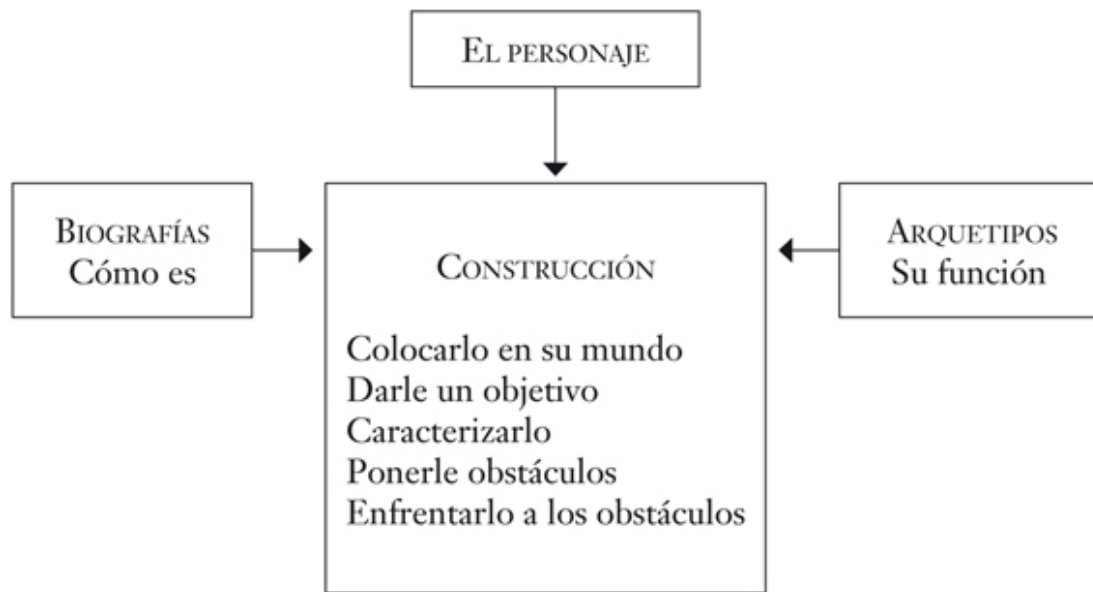 El personaje
Biografías
Cómo es
Construcción
Colocarlo en su mundo
Darle un objetivo
Caracterizarlo
Ponerle obstáculos
Enfrentarlo a los obstáculos
Arquetipos
Su función